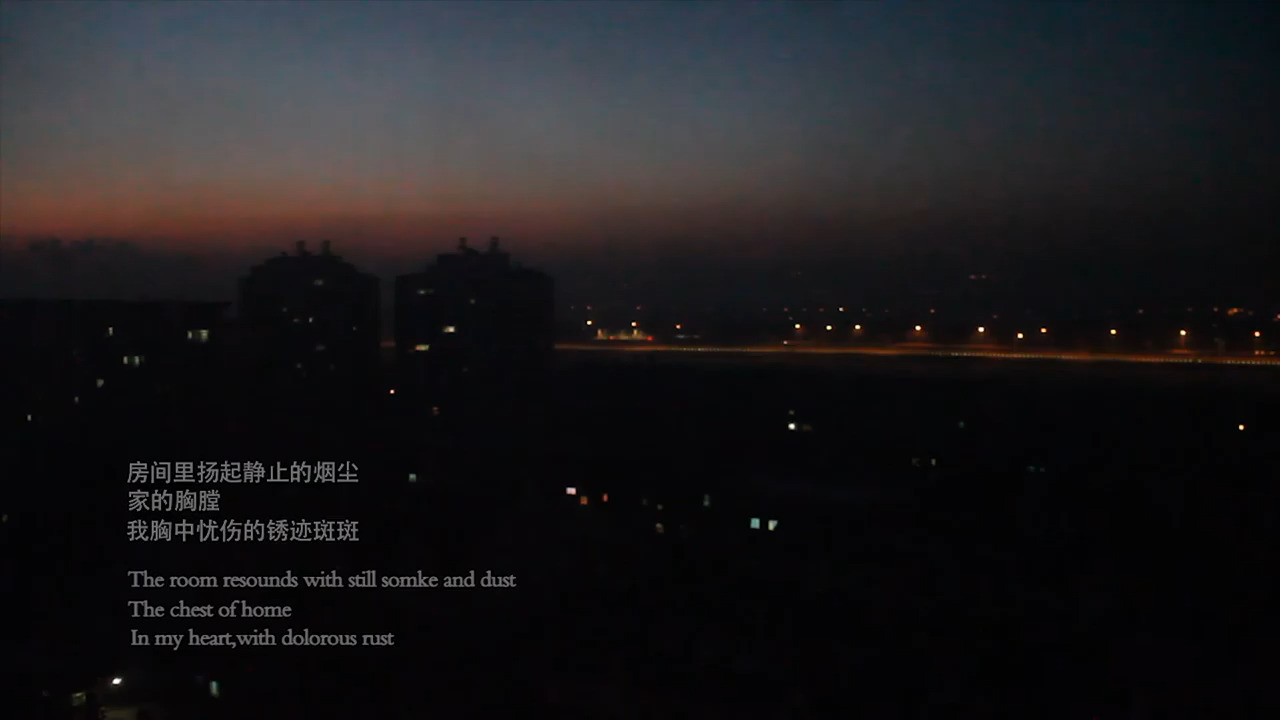 房间里扬起静止的烟尘
家的胸膛
我胸中忧伤的锈迹斑斑
The room resounds with still somke and dust
The chest of home
In my heart,with dolorous rust